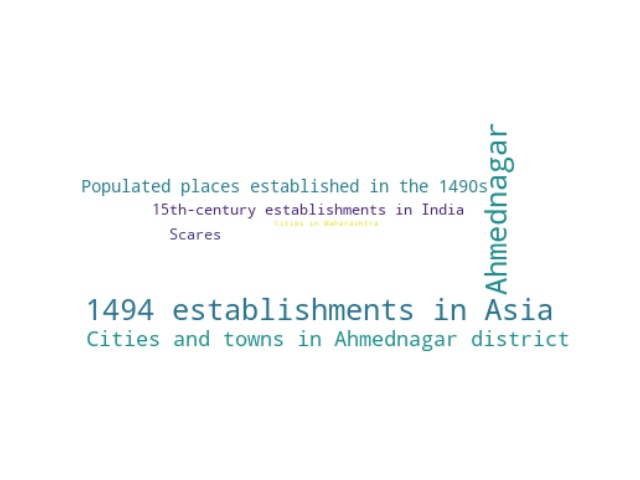 Ahmednagar
Populated places established in the 1490s
15th-century establishments in India
Cities in Maharashtra
Scares
1494 establishments in Asia
Cities and towns in Ahmednagar district